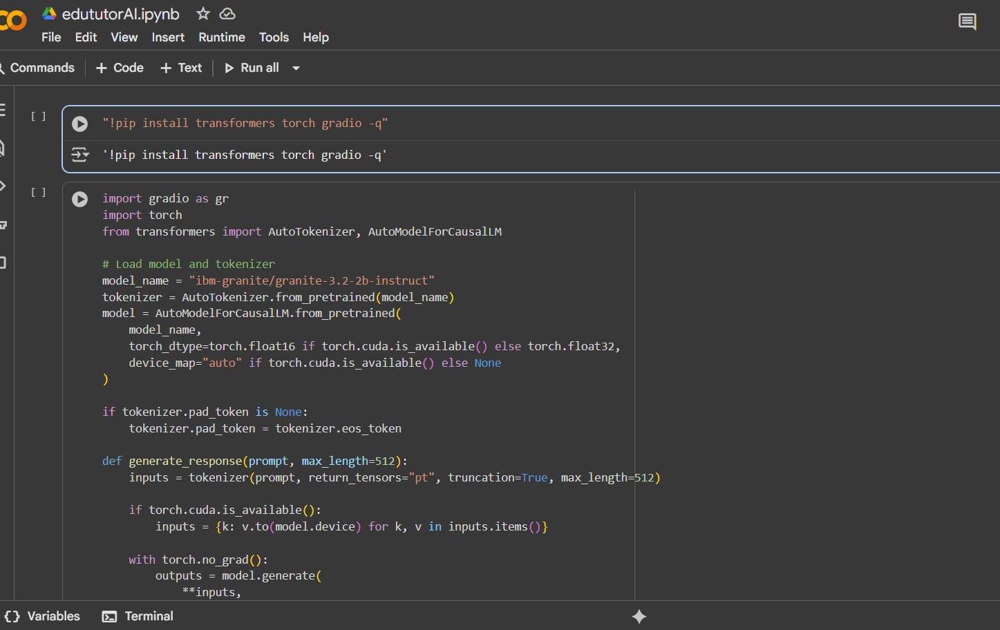 edututorAI.ipynb
File Edit View Insert Runtime Tools Help
Commands + Code + Text Run all
[ ] "!pip install transformers torch gradio -q"
'!pip install transformers torch gradio -q'
[ ] import gradio as gr
import torch
from transformers import AutoTokenizer, AutoModelForCausalLM
# Load model and tokenizer
model_name = "ibm-granite/granite-3.2-2b-instruct"
tokenizer = AutoTokenizer.from_pretrained(model_name)
model = AutoModelForCausalLM.from_pretrained(
    model_name,
    torch_dtype=torch.float16 if torch.cuda.is_available() else torch.float32,
    device_map="auto" if torch.cuda.is_available() else None
)
if tokenizer.pad_token is None:
    tokenizer.pad_token = tokenizer.eos_token
def generate_response(prompt, max_length=512):
    inputs = tokenizer(prompt, return_tensors="pt", truncation=True, max_length=512)
    if torch.cuda.is_available():
        inputs = {k: v.to(model.device) for k, v in inputs.items()}
    with torch.no_grad():
        outputs = model.generate(
            **inputs,
{} Variables Terminal